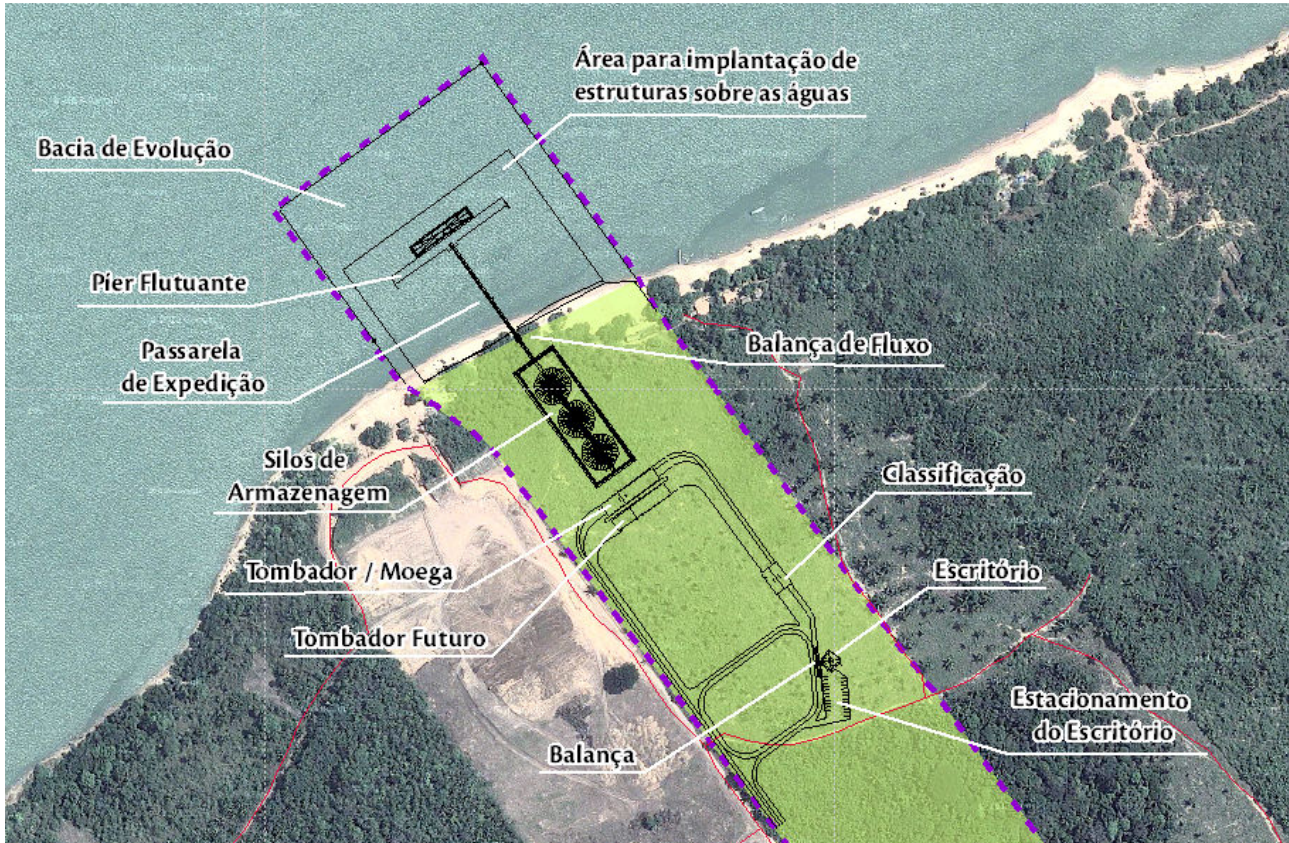 Área para implantação de
estruturas sobre as águas
Bacia de Evolução
Píer Flutuante
Passarela
de Expedição
Balança de Fluxo
Silos de
Armazenagem
Classificação
Tombador / Moega
Escritório
Tombador Futuro
Estacionamento
do Escritório
Balança